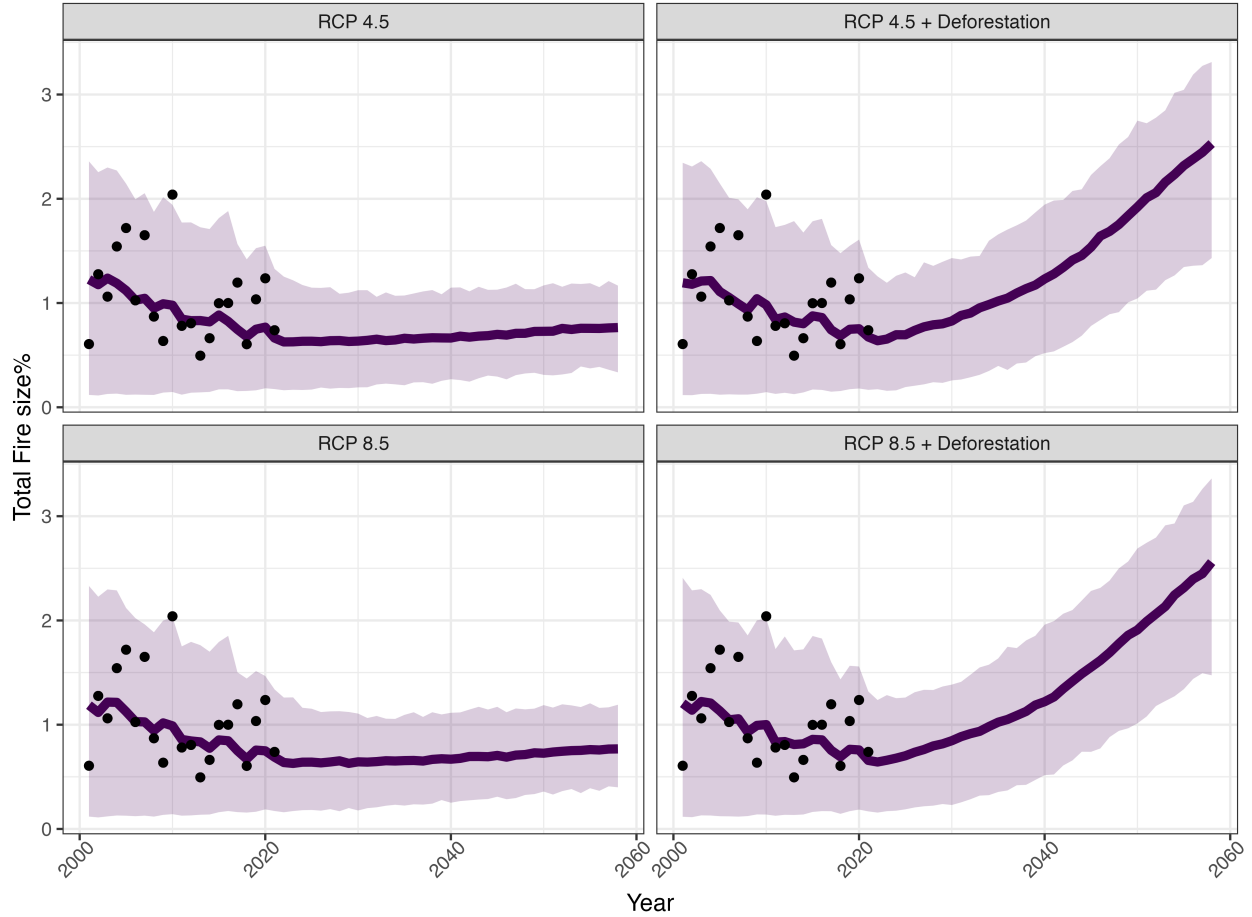 RCP 4.5
RCP 4.5 + Deforestation
3
2
1
0
RCP 8.5
RCP 8.5 + Deforestation
3
2
1
0
Total Fire size%
2000
2020
2040
2060
2000
2020
2040
2060
Year